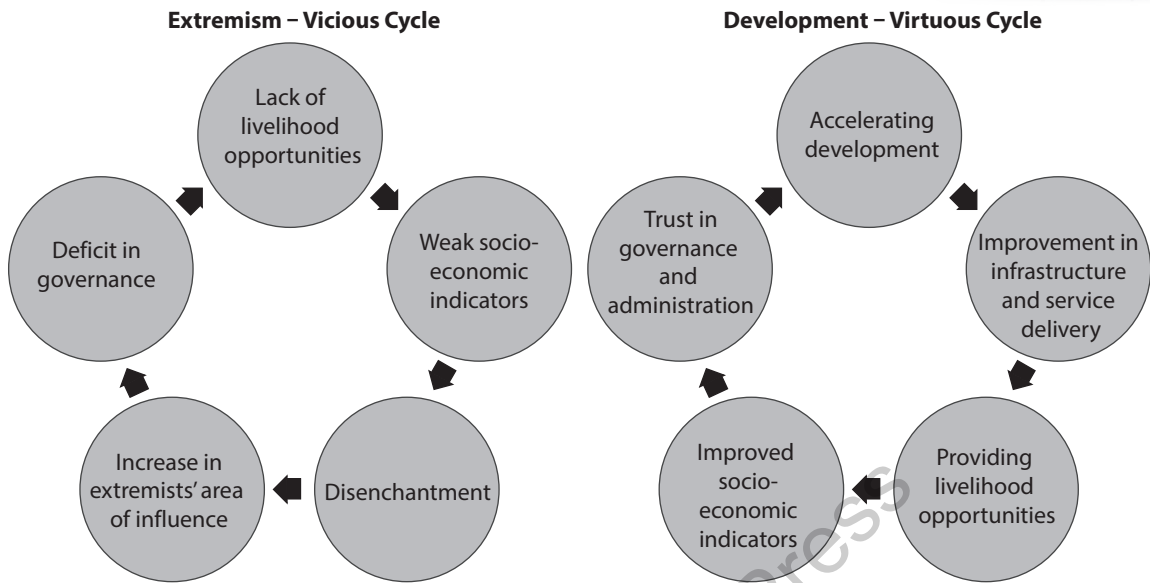 Extremism – Vicious Cycle
Lack of
livelihood
opportunities
Weak socio-
economic
indicators
Disenchantment
Increase in
extremists’ area
of influence
Deficit in
governance
Development – Virtuous Cycle
Accelerating
development
Improvement in
infrastructure
and service
delivery
Providing
livelihood
opportunities
Improved
socio-
economic
indicators
Trust in
governance
and
administration
ress